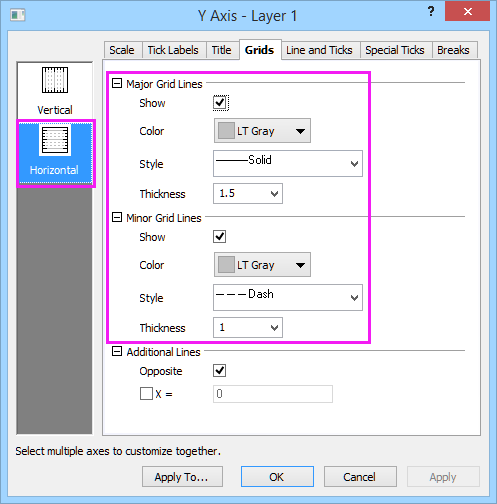 Y Axis - Layer 1
?
Scale Tick Labels Title Grids Line and Ticks Special Ticks Breaks
Vertical
Horizontal
Major Grid Lines
Show
Color LT Gray
Style Solid
Thickness 1.5
Minor Grid Lines
Show
Color LT Gray
Style Dash
Thickness 1
Additional Lines
Opposite
X = 0
Select multiple axes to customize together.
Apply To... OK Cancel Apply